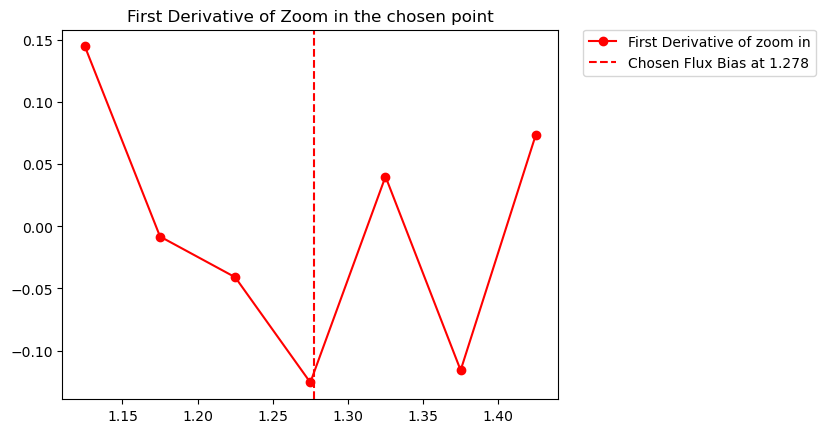 First Derivative of Zoom in the chosen point
First Derivative of zoom in
Chosen Flux Bias at 1.278
0.15
0.10
0.05
0.00
−0.05
−0.10
1.15 1.20 1.25 1.30 1.35 1.40